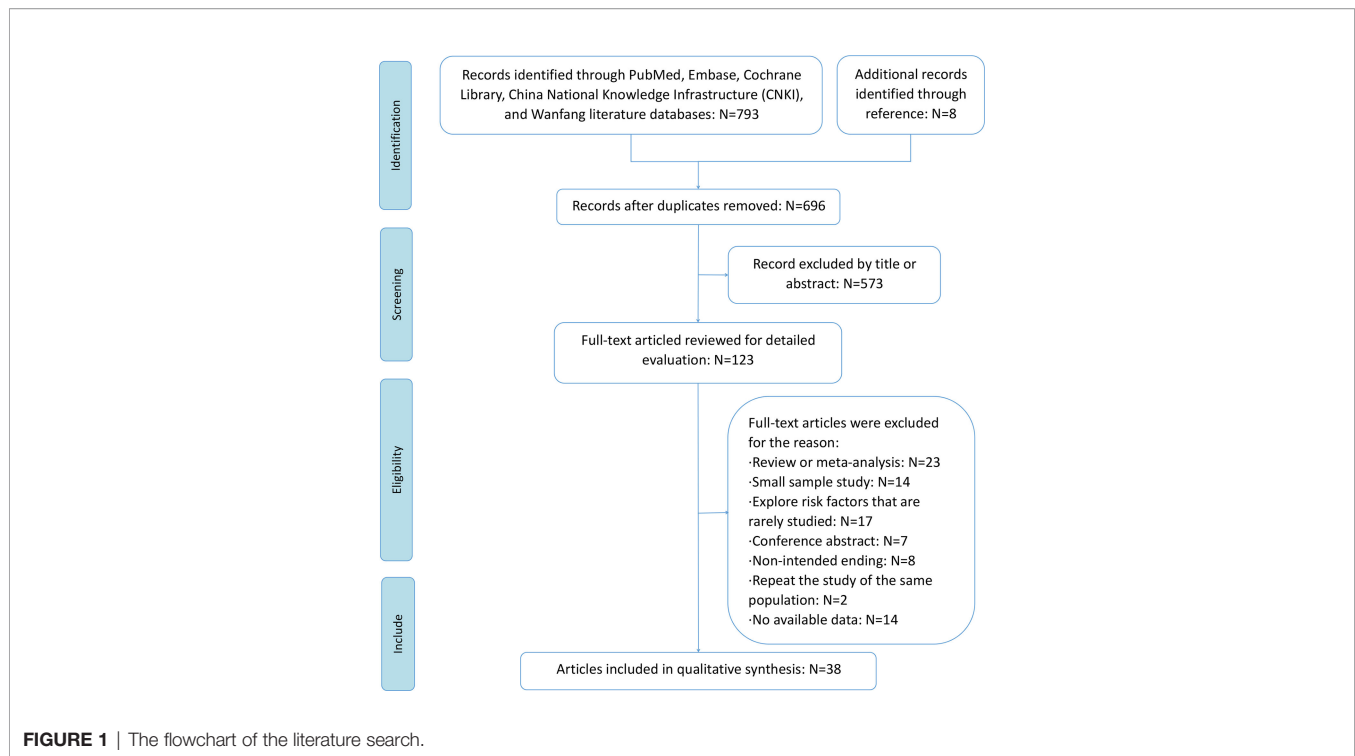 Identification
Records identified through PubMed, Embase, Cochrane
Library, China National Knowledge Infrastructure (CNKI),
and Wanfang literature databases: N=793
Additional records
identified through
reference: N=8
Records after duplicates removed: N=696
Screening
Record excluded by title or
abstract: N=573
Full-text articled reviewed for detailed
evaluation: N=123
Eligibility
Full-text articles were excluded
for the reason:
·Review or meta-analysis: N=23
·Small sample study: N=14
·Explore risk factors that are
rarely studied: N=17
·Conference abstract: N=7
·Non-intended ending: N=8
·Repeat the study of the same
population: N=2
·No available data: N=14
Include
Articles included in qualitative synthesis: N=38
FIGURE 1 | The flowchart of the literature search.